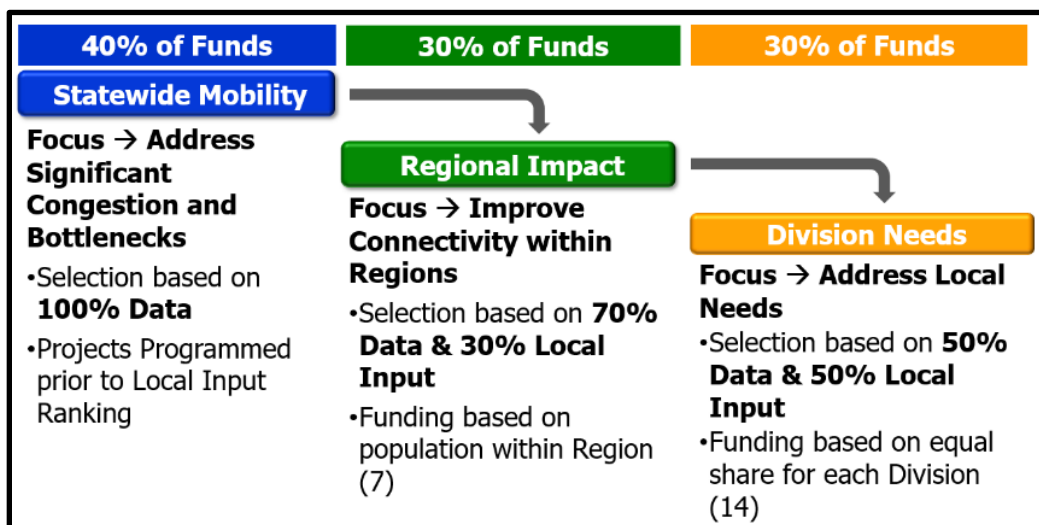 40% of Funds
30% of Funds
30% of Funds
Statewide Mobility
Focus → Address
Significant
Congestion and
Bottlenecks
•Selection based on
100% Data
•Projects Programmed
prior to Local Input
Ranking
Regional Impact
Focus → Improve
Connectivity within
Regions
•Selection based on 70%
Data & 30% Local
Input
•Funding based on
population within Region
(7)
Division Needs
Focus → Address Local
Needs
•Selection based on 50%
Data & 50% Local
Input
•Funding based on equal
share for each Division
(14)